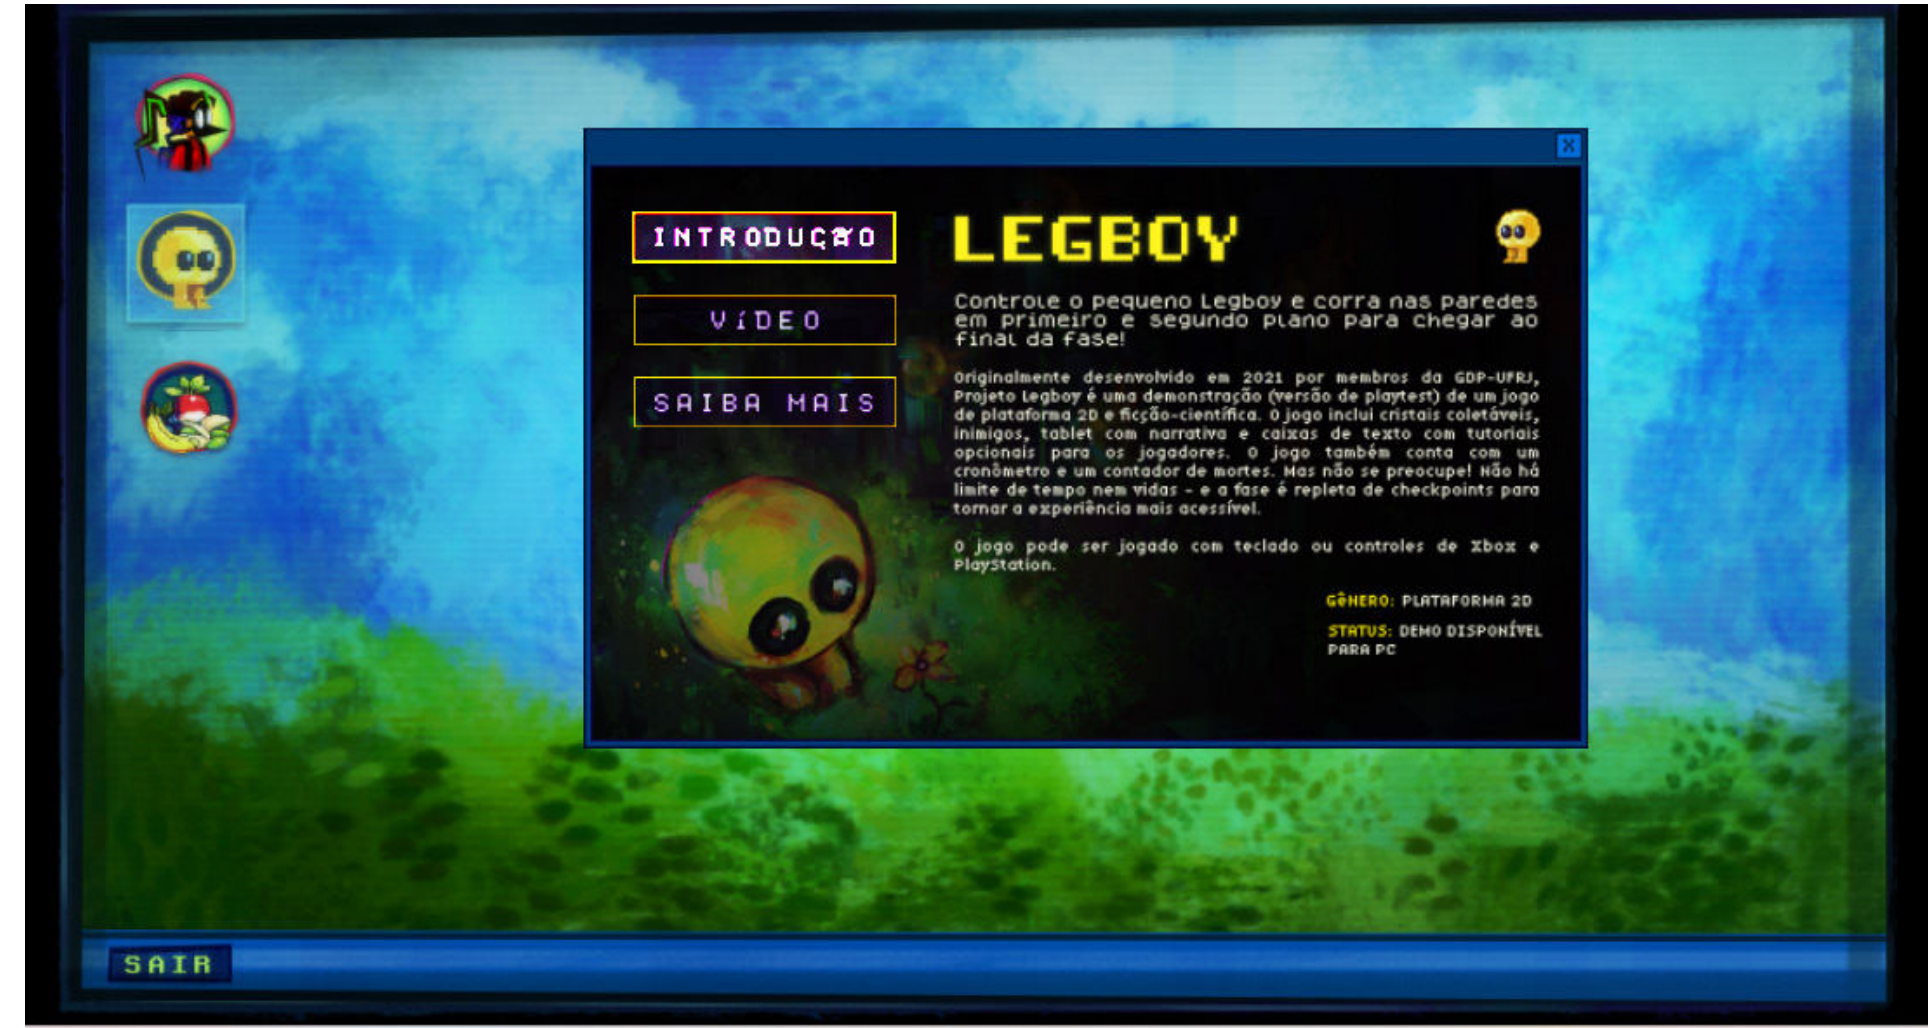 INTRODUÇÃO
VíDEO
SAIBA MAIS
LEGBOY
Controle o pequeno Legboy e corra nas paredes
em primeiro e segundo plano para chegar ao
final da fase!
Originalmente desenvolvido em 2021 por membros da GDP-UFRJ,
Projeto Legboy é uma demonstração (versão de playtest) de um jogo
de plataforma 2D e ficção-científica. O jogo inclui cristais coletáveis,
inimigos, tablet com narrativa e caixas de texto com tutoriais
opcionais para os jogadores. O jogo também conta com um
cronômetro e um contador de mortes. Mas não se preocupe! Não há
limite de tempo nem vidas - e a fase é repleta de checkpoints para
tornar a experiência mais acessível.
O jogo pode ser jogado com teclado ou controles de Xbox e
PlayStation.
GêNERO: PLATAFORMA 2D
STATUS: DEMO DISPONÍVEL
PARA PC
SAIR